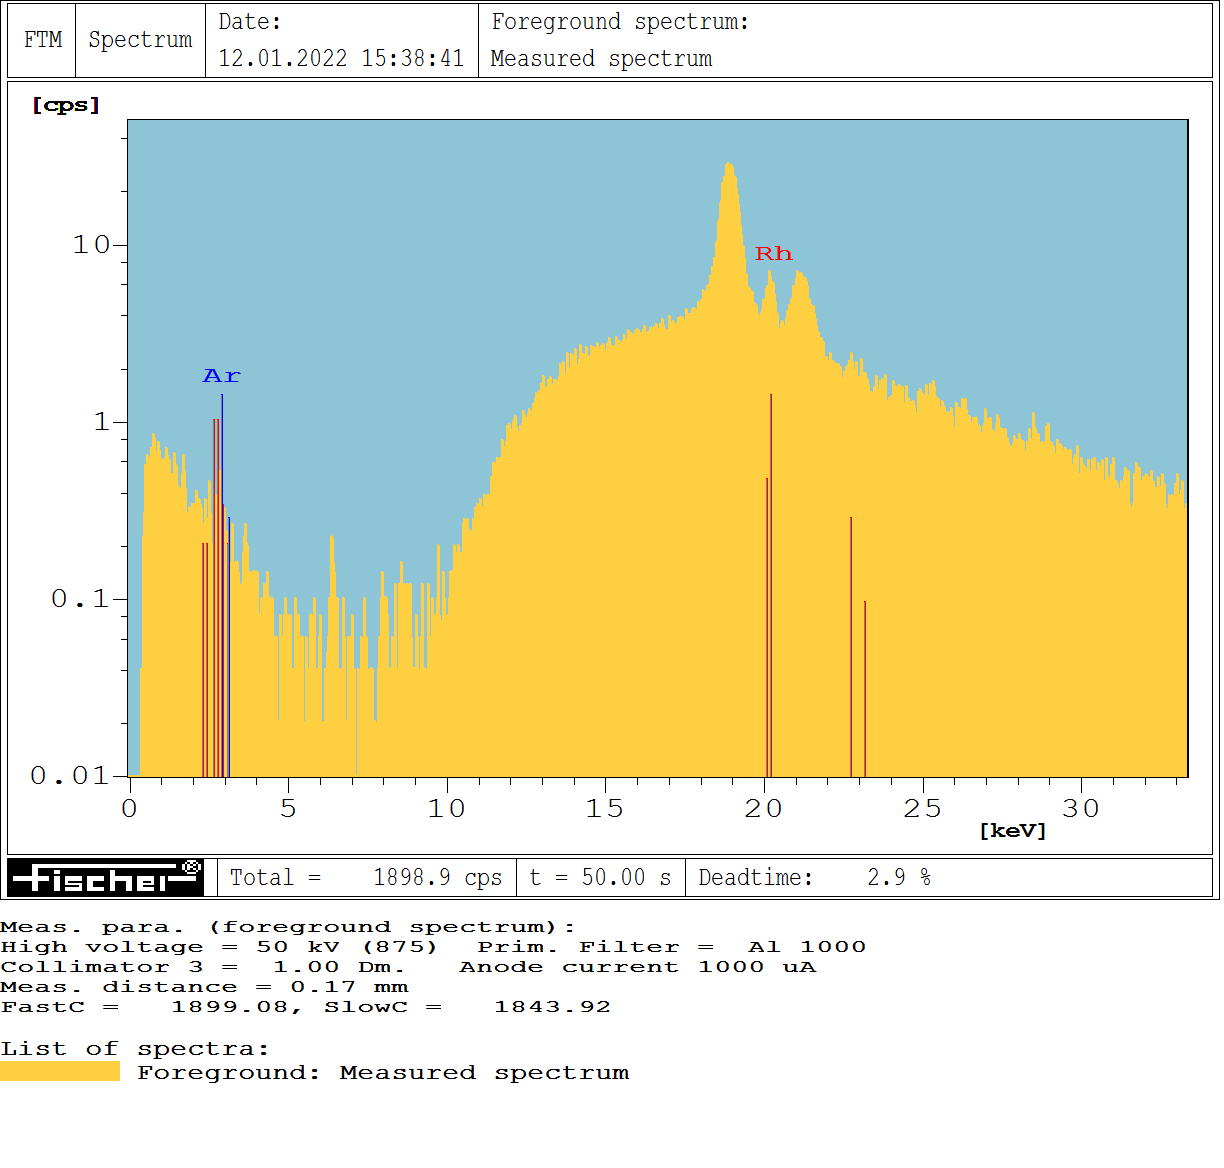 FTM
Spectrum
Date:
12.01.2022 15:38:41
Foreground spectrum:
Measured spectrum
[cps]
10
1
0.1
0.01
Ar
Rh
0 5 10 15 20 25 30
[keV]
fischer®
Total = 1898.9 cps
t = 50.00 s
Deadtime: 2.9 %
Meas. para. (foreground spectrum):
High voltage = 50 kV (875) Prim. Filter = Al 1000
Collimator 3 = 1.00 Dm. Anode current 1000 uA
Meas. distance = 0.17 mm
FastC = 1899.08, SlowC = 1843.92
List of spectra:
Foreground: Measured spectrum